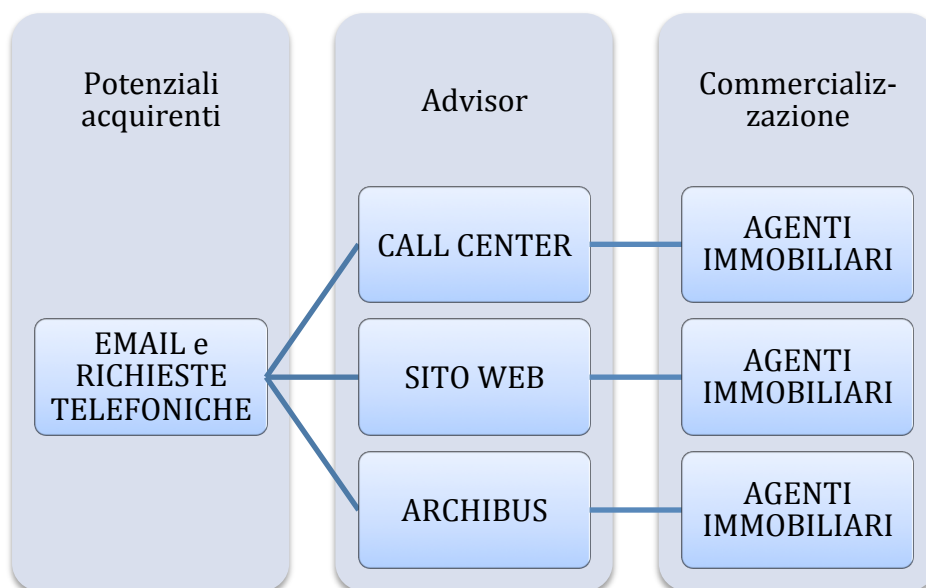 Potenziali
acquirenti
Advisor
Commercializ-
zazione
EMAIL e
RICHIESTE
TELEFONICHE
CALL CENTER
AGENTI
IMMOBILIARI
SITO WEB
AGENTI
IMMOBILIARI
ARCHIBUS
AGENTI
IMMOBILIARI